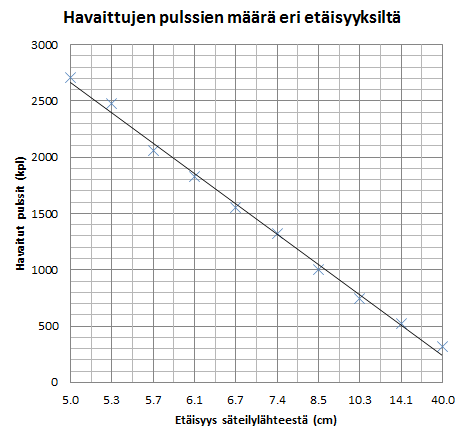 Havaittujen pulssien määrä eri etäisyyksiltä
3000
2500
2000
1500
1000
500
0
Havaitut pulssit (kpl)
5.0 5.3 5.7 6.1 6.7 7.4 8.5 10.3 14.1 40.0
Etäisyys säteilylähteestä (cm)